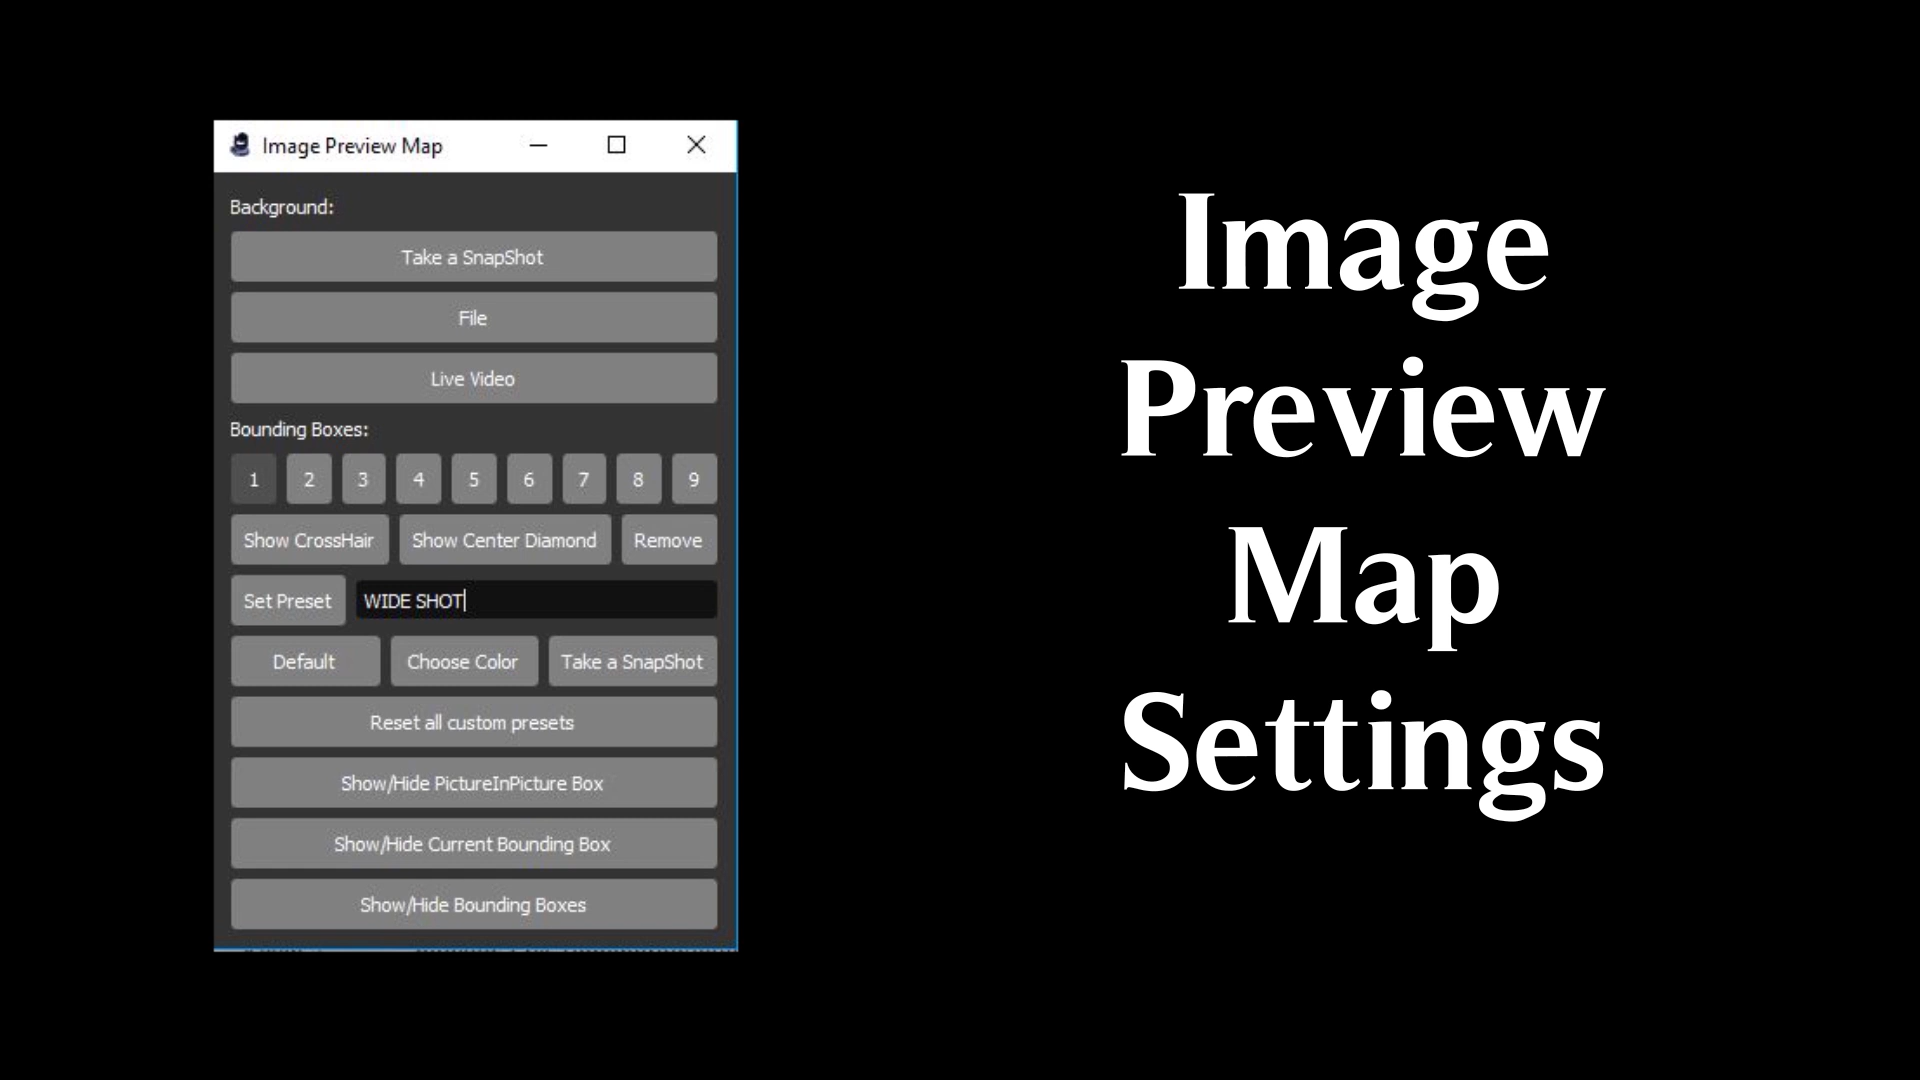 Image Preview Map
Background:
Take a SnapShot
File
Live Video
Bounding Boxes:
1 2 3 4 5 6 7 8 9
Show CrossHair Show Center Diamond Remove
Set Preset WIDE SHOT
Default Choose Color Take a SnapShot
Reset all custom presets
Show/Hide PictureInPicture Box
Show/Hide Current Bounding Box
Show/Hide Bounding Boxes
Image
Preview
Map
Settings